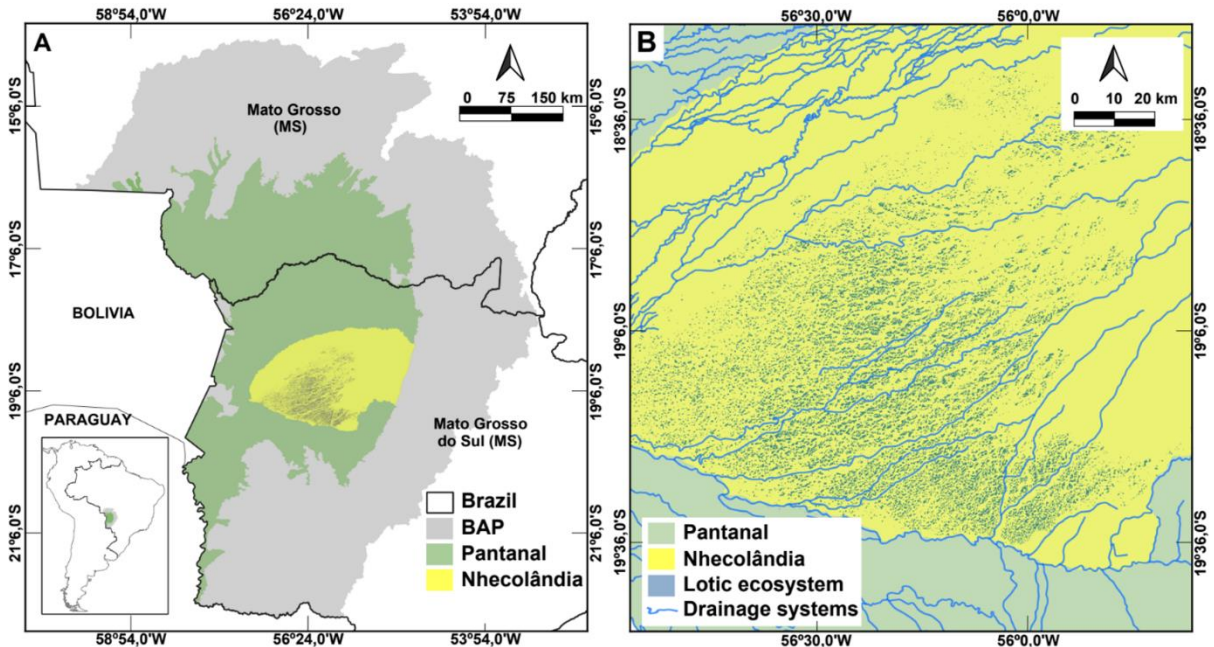 58°54,0'W 56°24,0'W 53°54,0'W
A
0 75 150 km
Mato Grosso
(MS)
15°6,0'S
15°6,0'S
17°6,0'S
17°6,0'S
BOLIVIA
19°6,0'S
19°6,0'S
PARAGUAY
Mato Grosso
do Sul (MS)
Brazil
BAP
Pantanal
Nhecolândia
21°6,0'S
21°6,0'S
58°54,0'W 56°24,0'W 53°54,0'W
56°30,0'W 56°0,0'W
B
0 10 20 km
18°36,0'S
18°36,0'S
19°6,0'S
19°6,0'S
Pantanal
Nhecolândia
Lotic ecosystem
Drainage systems
19°36,0'S
19°36,0'S
56°30,0'W 56°0,0'W